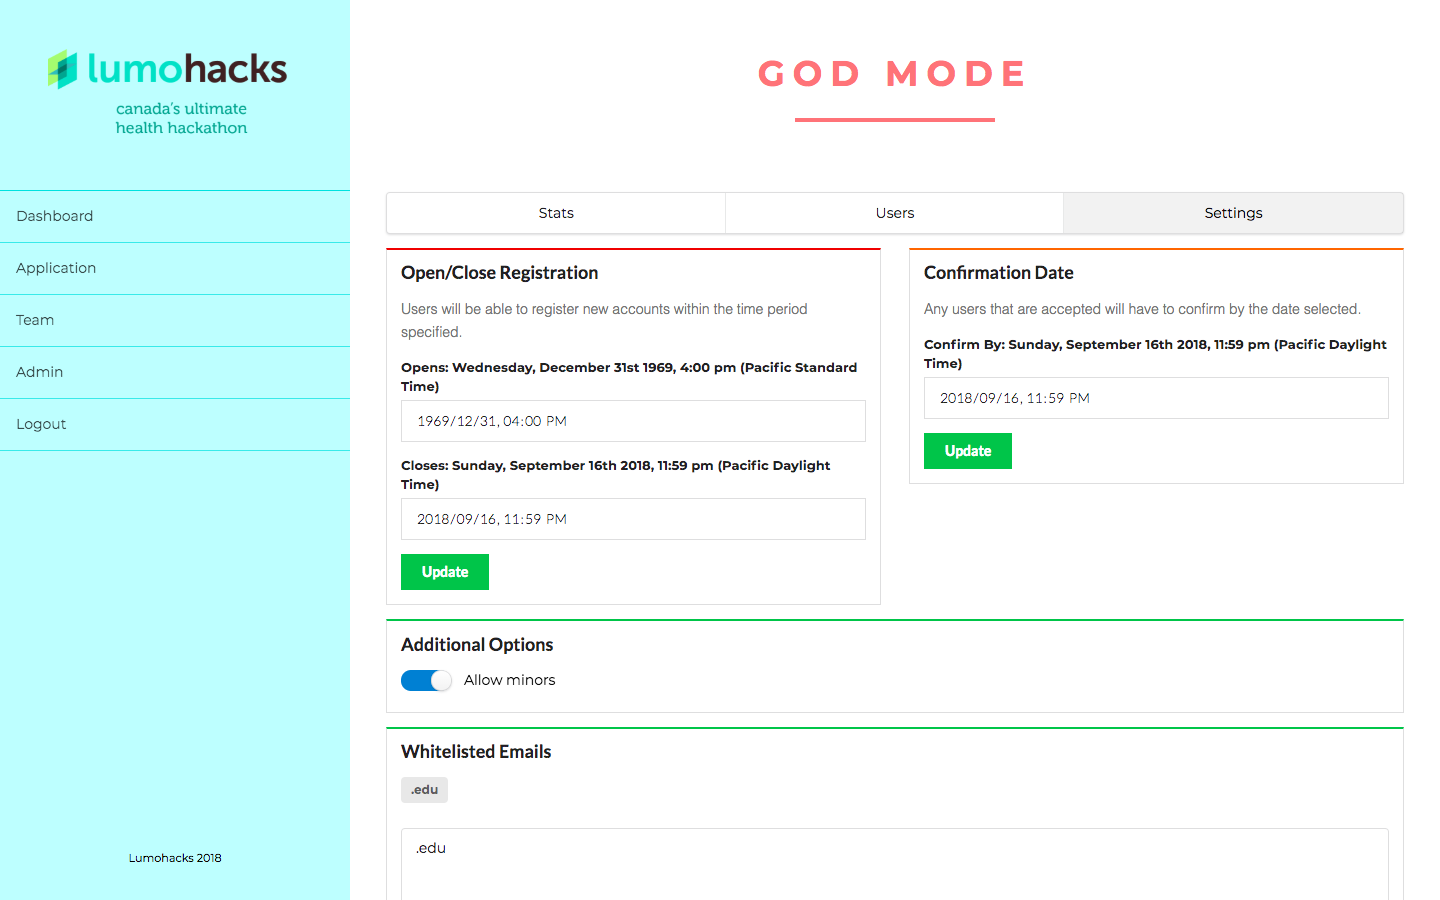 lumohacks
canada's ultimate
health hackathon
Dashboard
Application
Team
Admin
Logout
Lumohacks 2018
GOD MODE
Stats
Users
Settings
Open/Close Registration
Users will be able to register new accounts within the time period
specified.
Opens: Wednesday, December 31st 1969, 4:00 pm (Pacific Standard
Time)
1969/12/31, 04:00 PM
Closes: Sunday, September 16th 2018, 11:59 pm (Pacific Daylight
Time)
2018/09/16, 11:59 PM
Update
Confirmation Date
Any users that are accepted will have to confirm by the date selected.
Confirm By: Sunday, September 16th 2018, 11:59 pm (Pacific Daylight
Time)
2018/09/16, 11:59 PM
Update
Additional Options
Allow minors
Whitelisted Emails
.edu
.edu